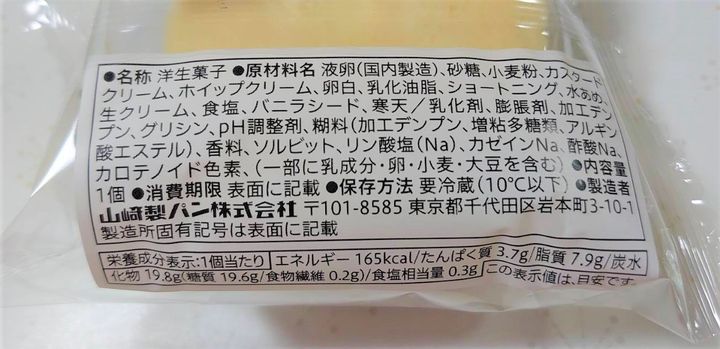 ●名称 洋生菓子 ●原材料名 液卵(国内製造)、砂糖、小麦粉、カスタード
クリーム、ホイップクリーム、卵白、乳化油脂、ショートニング、水あめ、
生クリーム、食塩、バニラシード、寒天/乳化剤、膨脹剤、加工デン
プン、グリシン、pH調整剤、糊料(加工デンプン、増粘多糖類、アルギン
酸エステル)、香料、ソルビット、リン酸塩(Na)、カゼインNa、酢酸Na、
カロテノイド色素、(一部に乳成分・卵・小麦・大豆を含む) ●内容量
1個 ●消費期限 表面に記載 ●保存方法 要冷蔵(10℃以下) ●製造者
山崎製パン株式会社 〒101-8585 東京都千代田区岩本町3-10-1
製造所固有記号は表面に記載
栄養成分表示:1個当たり エネルギー 165kcal/たんぱく質 3.7g/脂質 7.9g/炭水
化物 19.8g(糖質 19.6g/食物繊維 0.2g)/食塩相当量 0.3g この表示値は、目安です。